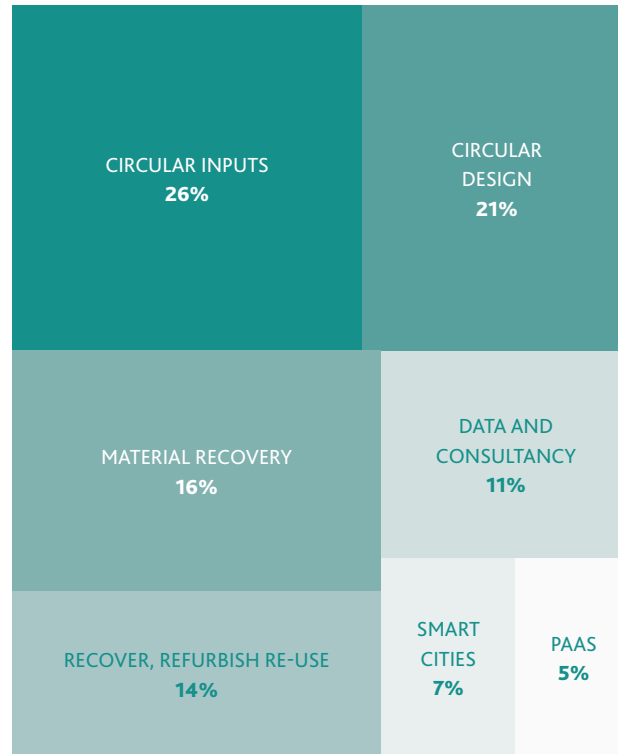 CIRCULAR INPUTS
26%
CIRCULAR
DESIGN
21%
MATERIAL RECOVERY
16%
DATA AND
CONSULTANCY
11%
RECOVER, REFURBISH RE-USE
14%
SMART
CITIES
7%
PAAS
5%